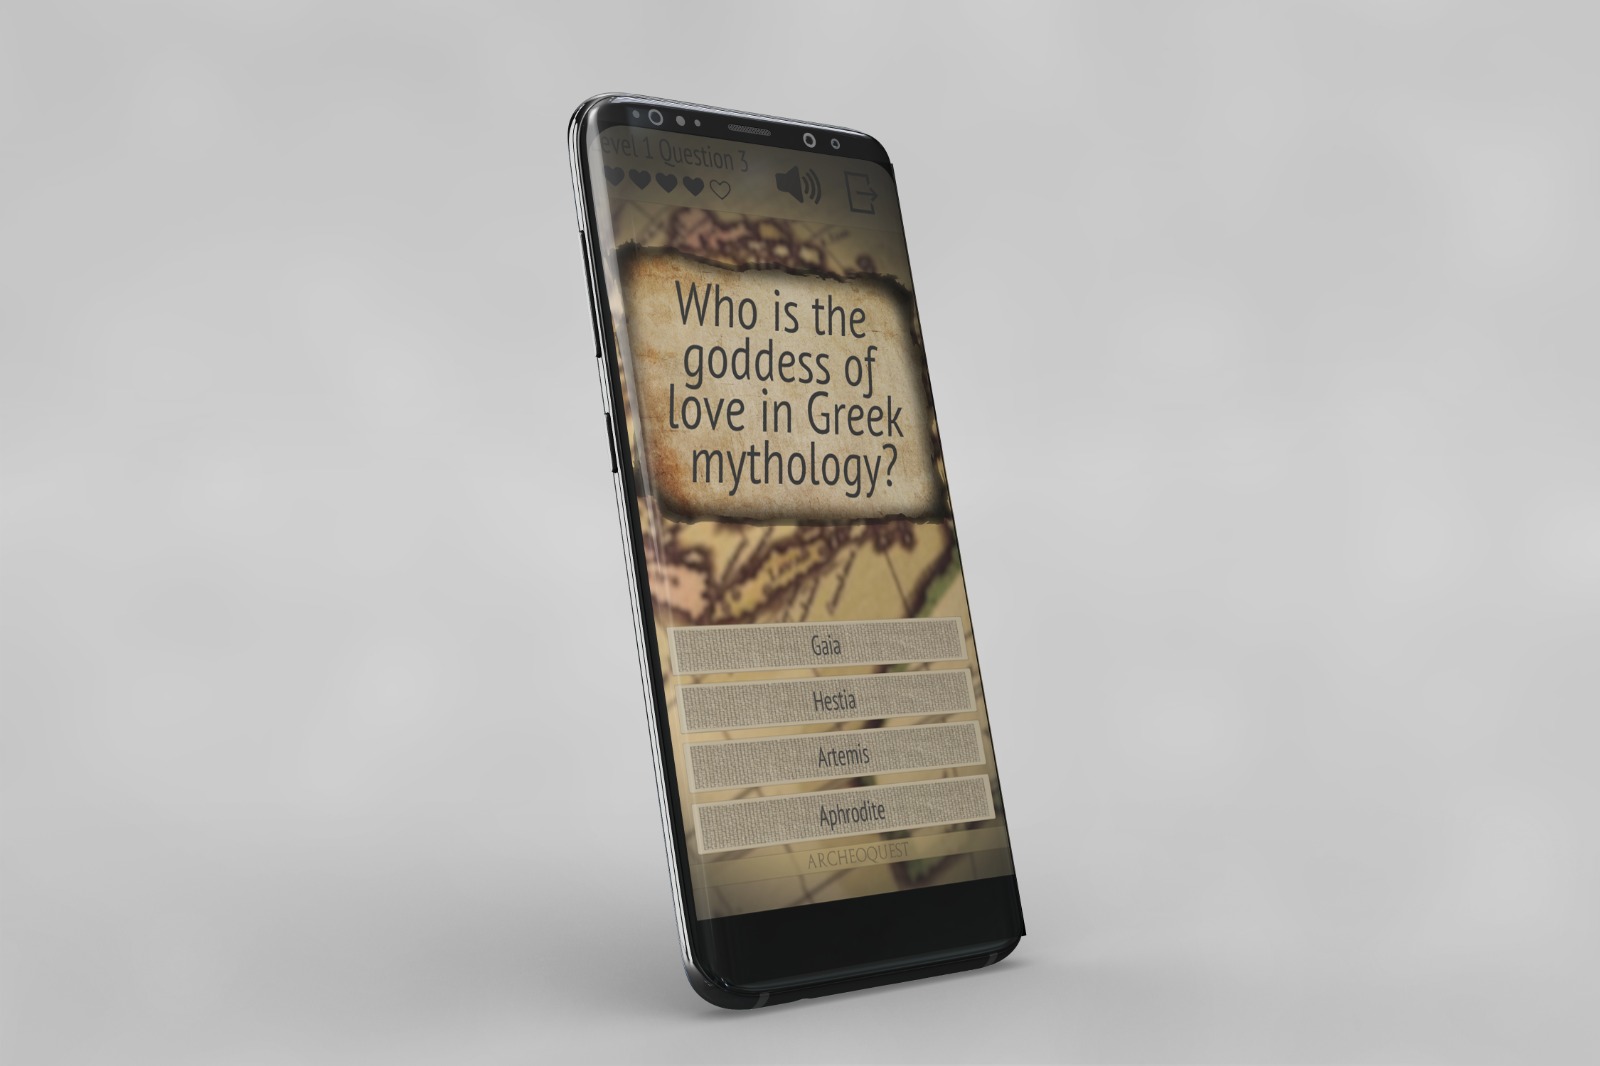 evel 1 Question 3
Who is the
goddess of
love in Greek
mythology?
Gaia
Hestia
Artemis
Aphrodite
ARCHEOQUEST